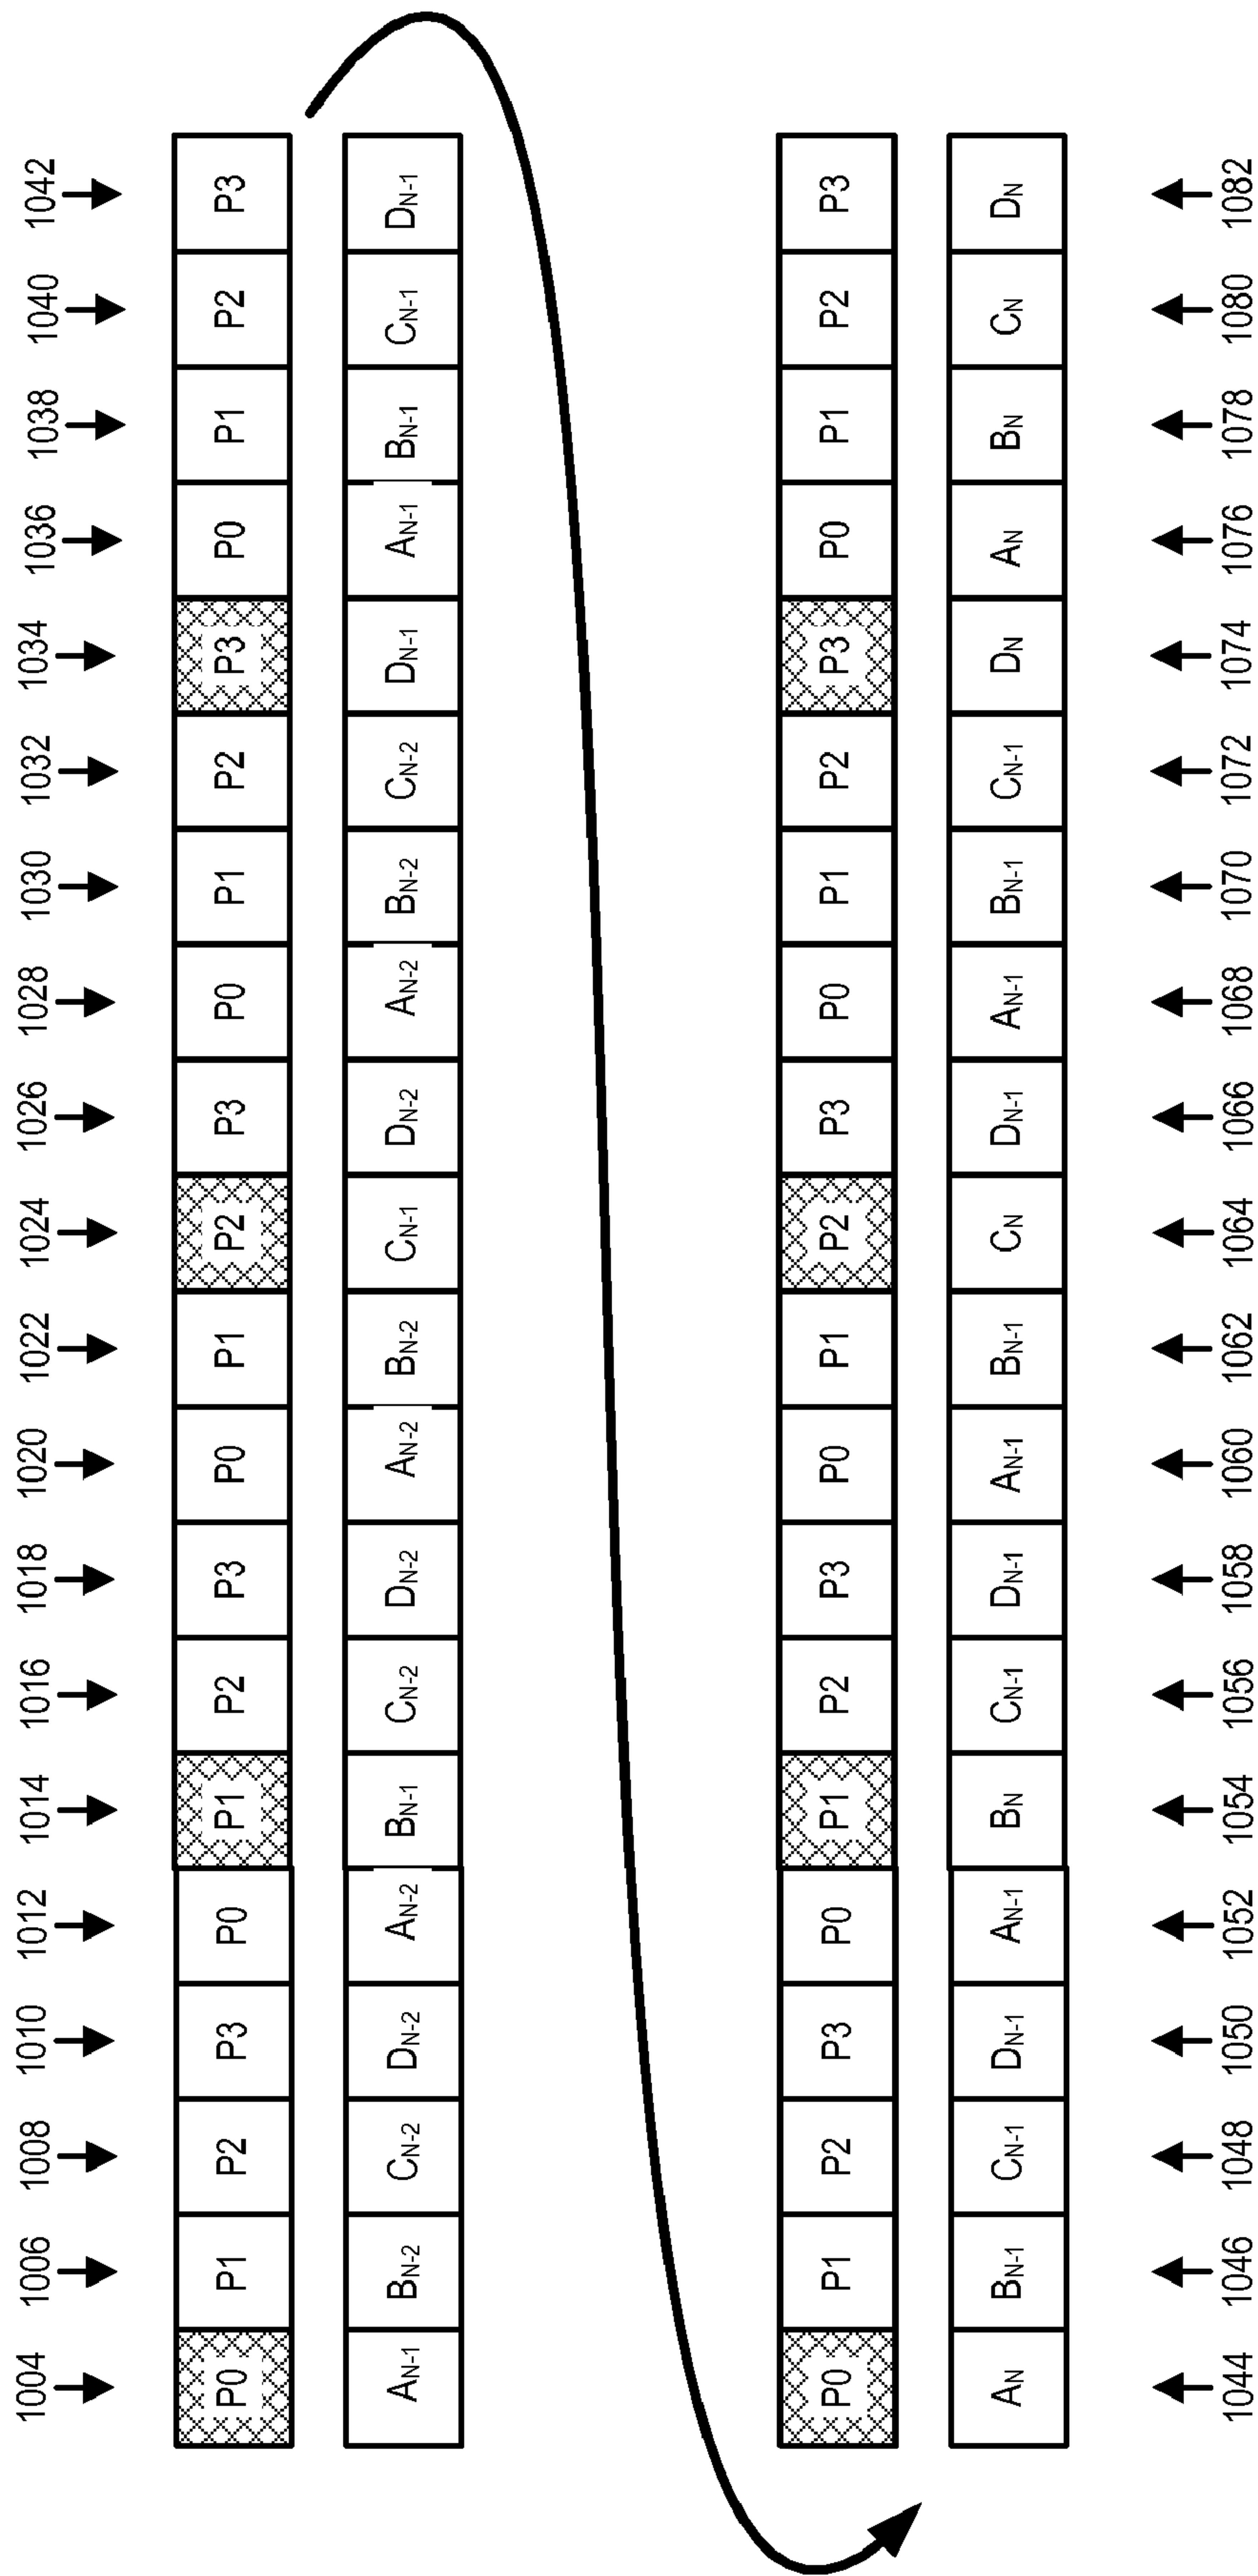 1004 1006 1008 1010 1012 1014 1016 1018 1020 1022 1024 1026 1028 1030 1032 1034 1036 1038 1040 1042
P0 P1 P2 P3 P0 P1 P2 P3 P0 P1 P2 P3 P0 P1 P2 P3 P0 P1 P2 P3
AN-1 BN-2 CN-2 DN-2 AN-2 BN-1 CN-2 DN-2 AN-2 BN-2 CN-1 DN-2 AN-2 BN-2 CN-2 DN-1 AN-1 BN-1 CN-1 DN-1
P0 P1 P2 P3 P0 P1 P2 P3 P0 P1 P2 P3 P0 P1 P2 P3 P0 P1 P2 P3
AN BN-1 CN-1 DN-1 AN-1 BN CN-1 DN-1 AN-1 BN-1 CN DN-1 AN-1 BN-1 CN-1 DN AN BN CN DN
1044 1046 1048 1050 1052 1054 1056 1058 1060 1062 1064 1066 1068 1070 1072 1074 1076 1078 1080 1082